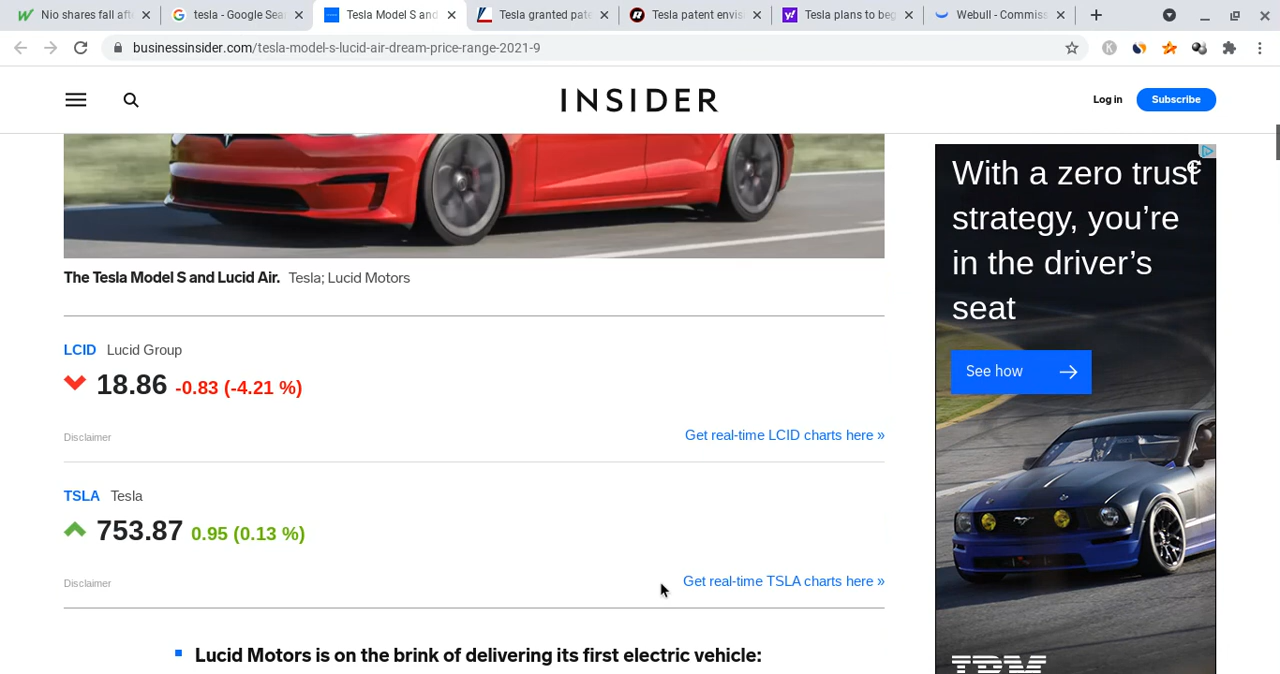 Nio shares fall aft
tesla - Google Sea
Tesla Model S and
Tesla granted pate
Tesla patent envis
Tesla plans to beg
Webull - Commiss
businessinsider.com/tesla-model-s-lucid-air-dream-price-range-2021-9
INSIDER
Log in
Subscribe
The Tesla Model S and Lucid Air. Tesla; Lucid Motors
LCID Lucid Group
18.86 -0.83 (-4.21 %)
Disclaimer
Get real-time LCID charts here »
TSLA Tesla
753.87 0.95 (0.13 %)
Disclaimer
Get real-time TSLA charts here »
Lucid Motors is on the brink of delivering its first electric vehicle:
With a zero trust
strategy, you're
in the driver's
seat
See how
IBM